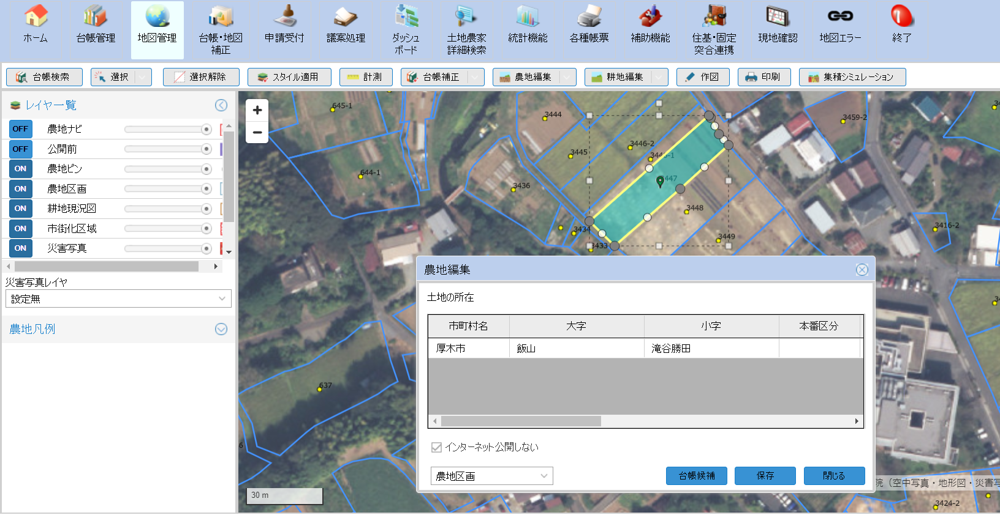 ホーム
台帳管理
地図管理
台帳・地図
補正
申請受付
議案処理
ダッシュ
ボード
土地農家
詳細検索
統計機能
各種帳票
補助機能
住基・固定
突合連携
現地確認
地図エラー
終了
台帳検索
選択
選択解除
スタイル適用
計測
台帳補正
農地編集
耕地編集
作図
印刷
集積シミュレーション
レイヤ一覧
OFF 農地ナビ
OFF 公開前
ON 農地ピン
ON 農地区画
ON 耕地現況図
ON 市街化区域
ON 災害写真
災害写真レイヤ
設定無
農地凡例
+
−
645-1
3444
3459-2
3446-2
3445
644-1
3436
3448
3434
3449
3433
3416-2
637
3424-2
農地編集
土地の所在
市町村名 大字 小字 本番区分
厚木市 飯山 滝谷勝田
インターネット公開しない
農地区画
台帳候補
保存
閉じる
30 m
院（空中写真・地形図・災害写